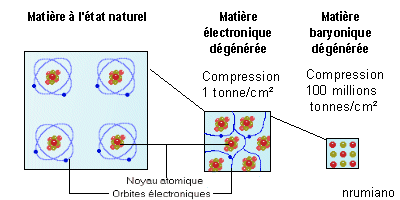 Matière à l'état naturel
Matière
électronique
dégénérée
Compression
1 tonne/cm²
Matière
baryonique
dégénérée
Compression
100 millions
tonnes/cm²
Noyau atomique
Orbites électroniques
nrumiano